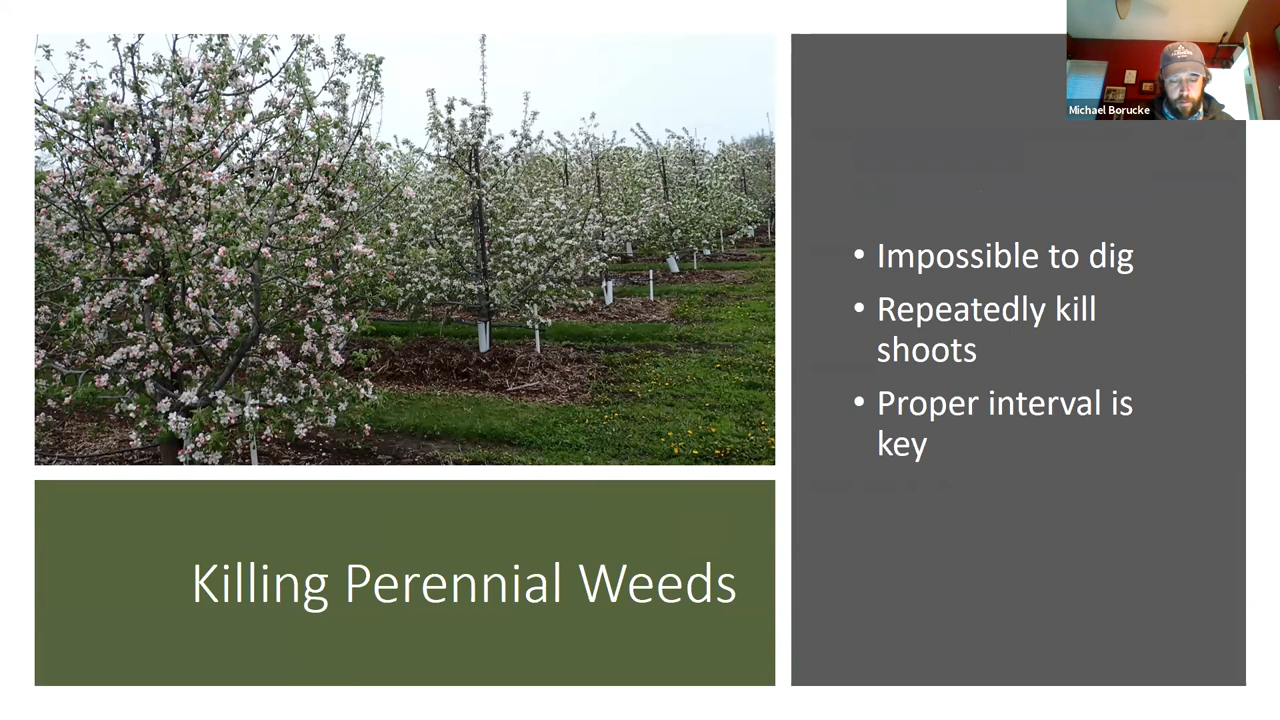 Michael Borucke
• Impossible to dig
• Repeatedly kill
shoots
• Proper interval is
key
Killing Perennial Weeds